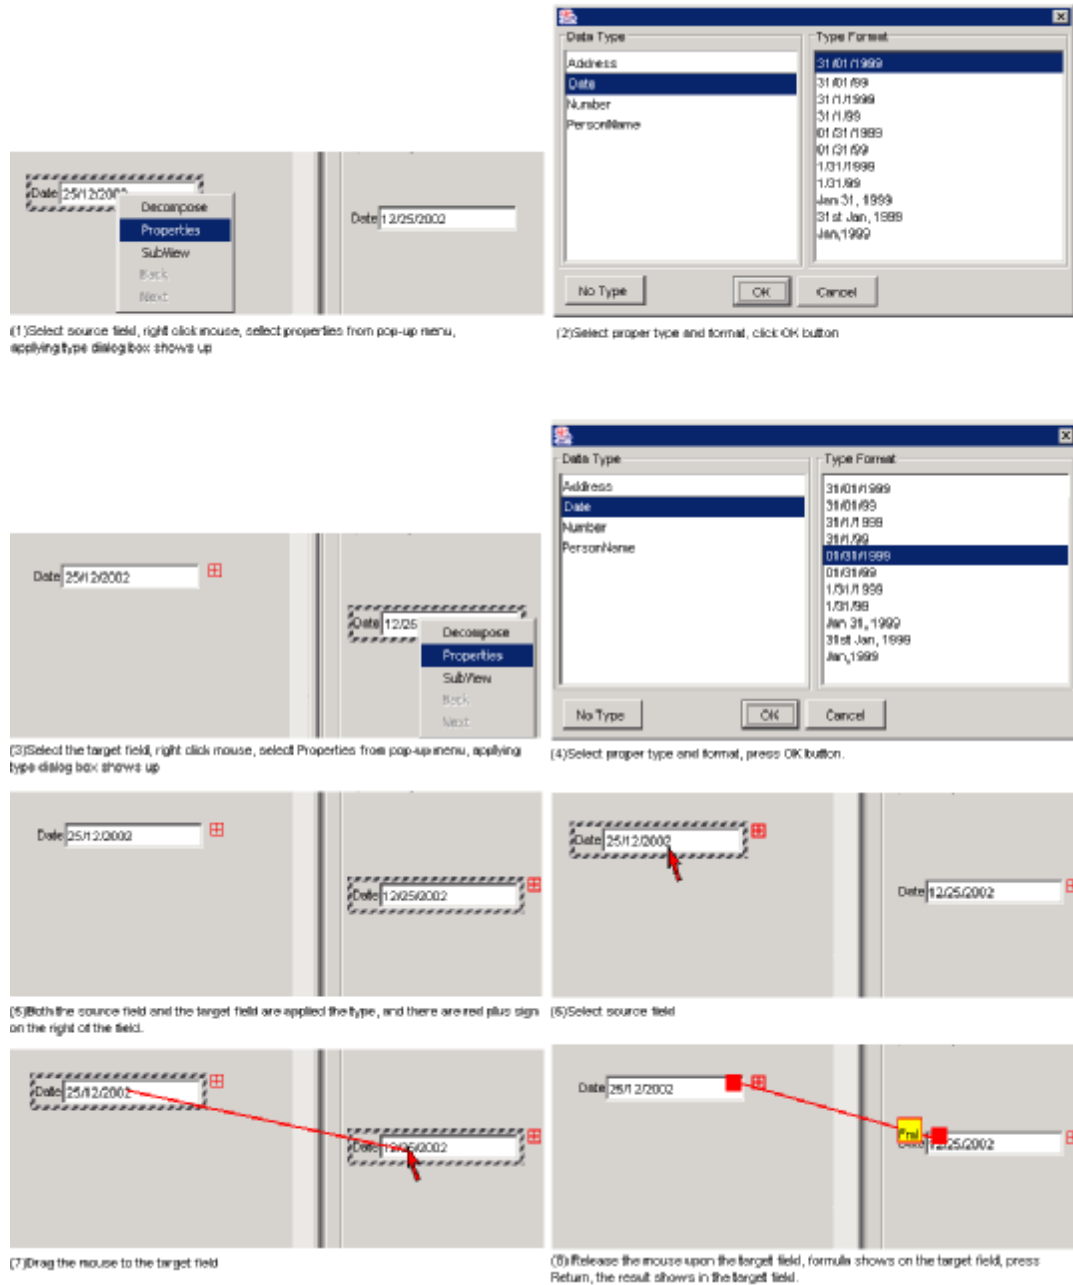 Data Type
Type Format
Address
Date
Number
PersonName
31/01/1999
31/01/99
31/1/1999
31/1/99
01/31/1999
01/31/99
1/31/1999
1/31/99
Jan 31, 1999
31st Jan, 1999
Jan,1999
No Type
OK
Cancel
Date 25/12/2002
Decompose
Properties
SubView
Back
Next
Date 12/25/2002
(1)Select source field, right click mouse, select properties from pop-up menu,
applying type dialog box shows up
(2)Select proper type and format, click OK button
Data Type
Type Format
Address
Date
Number
PersonName
31/01/1999
31/01/99
31/1/1999
31/1/99
01/31/1999
01/31/99
1/31/1999
1/31/99
Jan 31, 1999
31st Jan, 1999
Jan,1999
No Type
OK
Cancel
Date 25/12/2002
Date 12/25
Decompose
Properties
SubView
Back
Next
(3)Select the target field, right click mouse, select Properties from pop-up menu, applying
type dialog box shows up
(4)Select proper type and format, press OK button.
Date 25/12/2002
Date 12/25/2002
Date 25/12/2002
Date 12/25/2002
(5)Both the source field and the target field are applied the type, and there are red plus sign
on the right of the field.
(6)Select source field
Date 25/12/2002
Date 12/25/2002
Date 25/12/2002
Fml
12/25/2002
(7)Drag the mouse to the target field
(8)Release the mouse upon the target field, formula shows on the target field, press
Return, the result shows in the target field.